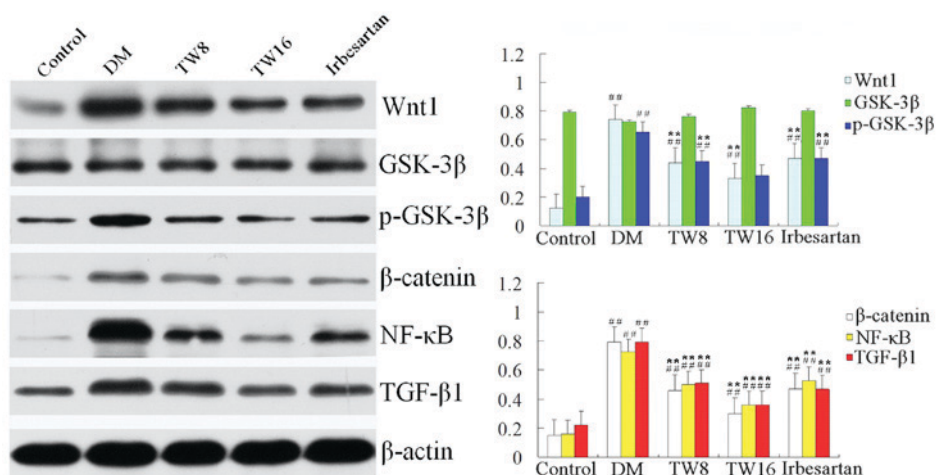 Control DM TW8 TW16 Irbesartan
Wnt1
GSK-3β
p-GSK-3β
β-catenin
NF-κB
TGF-β1
β-actin
1.2
1
0.8
0.6
0.4
0.2
0
## ##
** **
## ##
**
##
** **
## ##
Control DM TW8 TW16 Irbesartan
Wnt1
GSK-3β
p-GSK-3β
1.2
1
0.8
0.6
0.4
0.2
0
## ## ##
** ** **
## ## ##
** ** **
## ## ##
** ** **
## ## ##
Control DM TW8 TW16 Irbesartan
β-catenin
NF-κB
TGF-β1